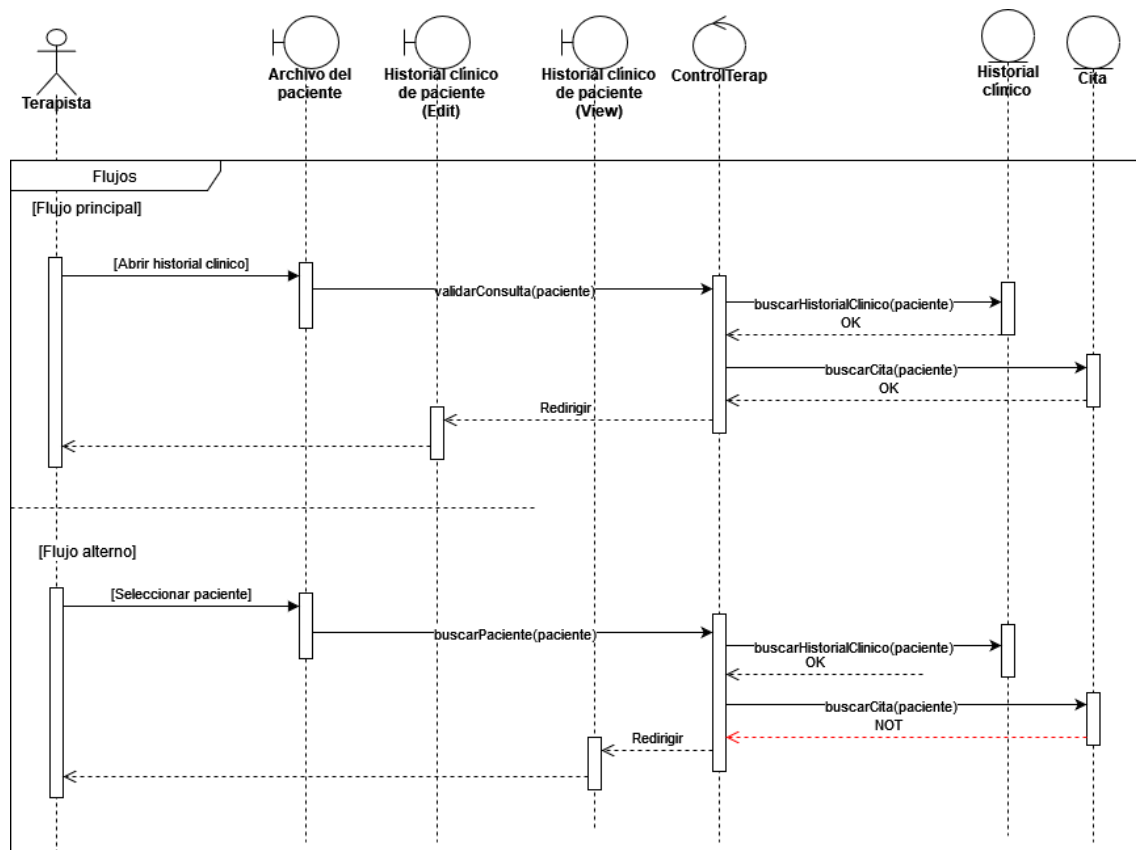 Terapista
Archivo del
paciente
Historial clínico
de paciente
(Edit)
Historial clínico
de paciente
(View)
ControlTerap
Historial
clínico
Cita
Flujos
[Flujo principal]
[Abrir historial clinico]
validarConsulta(paciente)
buscarHistorialClinico(paciente)
OK
buscarCita(paciente)
OK
Redirigir
[Flujo alterno]
[Seleccionar paciente]
buscarPaciente(paciente)
buscarHistorialClinico(paciente)
OK
buscarCita(paciente)
NOT
Redirigir